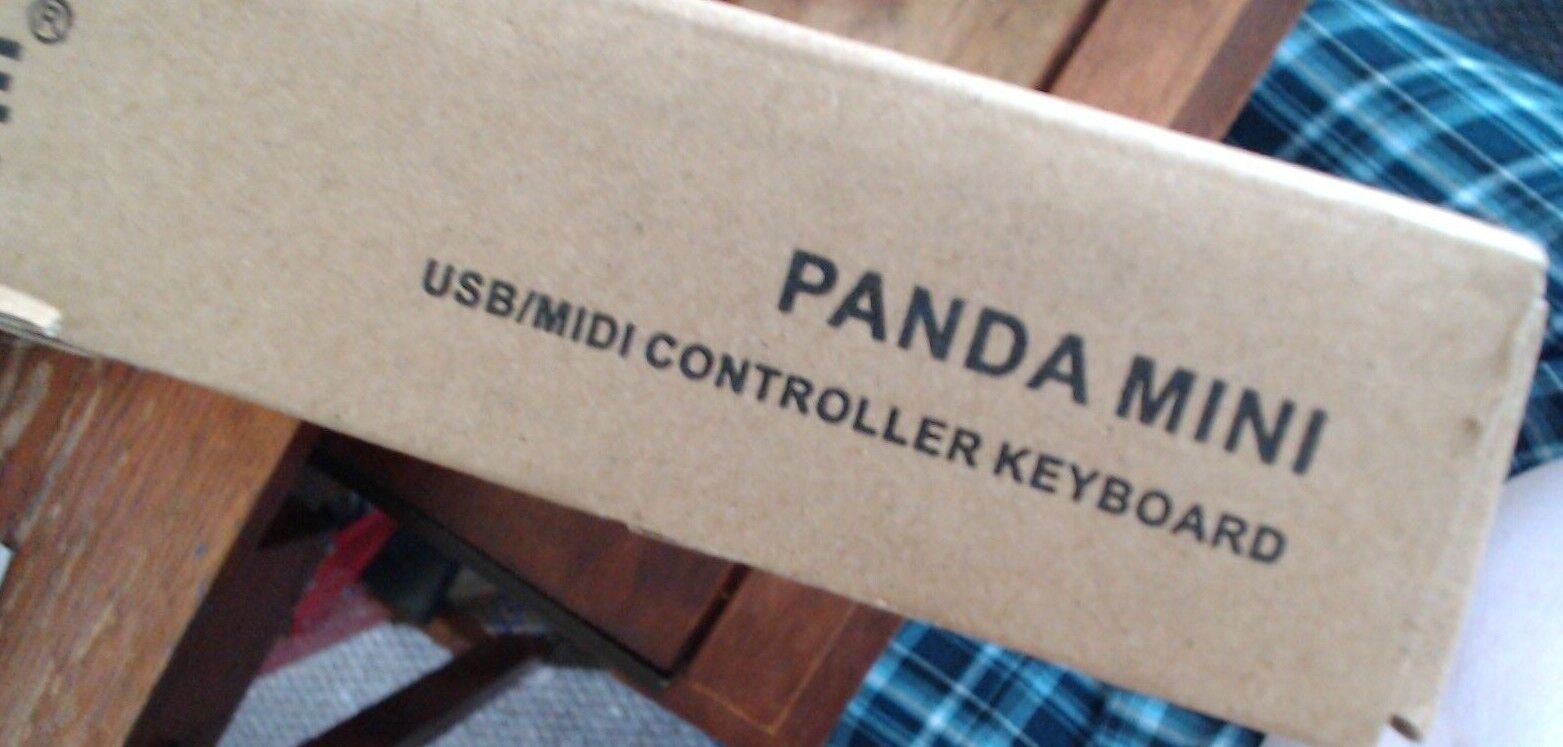 ®
PANDA MINI
USB/MIDI CONTROLLER KEYBOARD